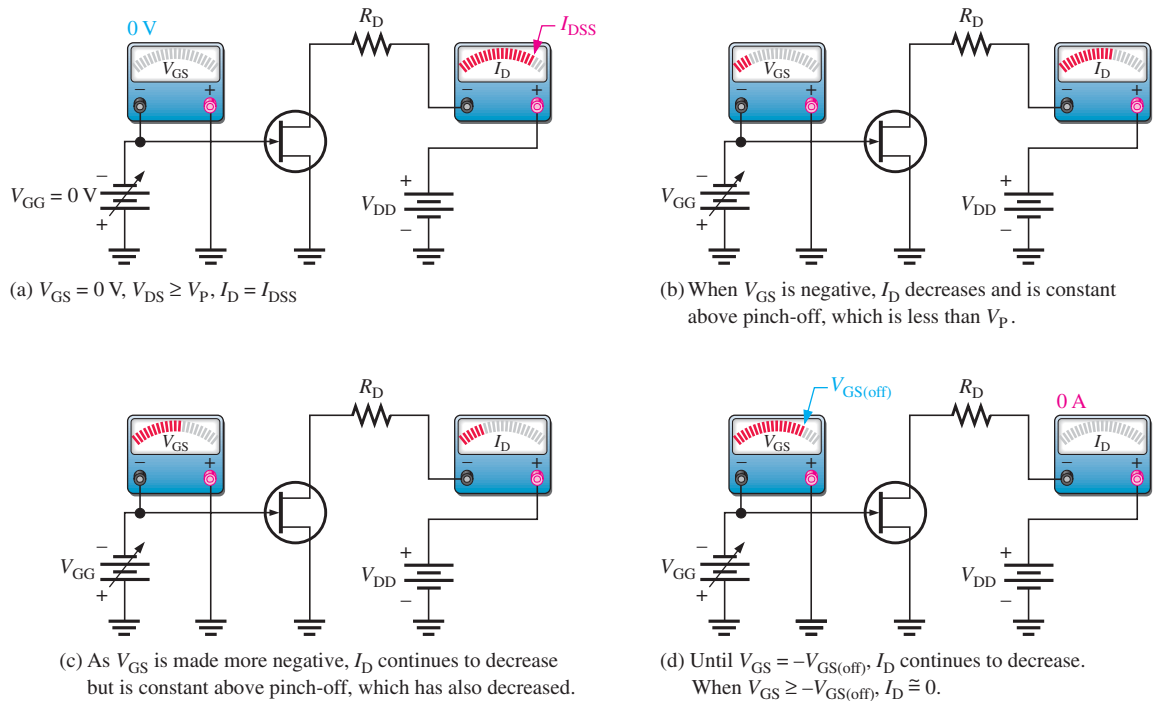 0 V
R_D
I_DSS
V_GS
I_D
− +
− +
−
V_GG = 0 V
+
+
V_DD
−
(a) V_GS = 0 V, V_DS ≥ V_P, I_D = I_DSS
R_D
V_GS
I_D
− +
− +
−
V_GG
+
+
V_DD
−
(b) When V_GS is negative, I_D decreases and is constant
above pinch-off, which is less than V_P.
R_D
V_GS
I_D
− +
− +
−
V_GG
+
+
V_DD
−
(c) As V_GS is made more negative, I_D continues to decrease
but is constant above pinch-off, which has also decreased.
V_GS(off)
R_D
0 A
V_GS
I_D
− +
− +
−
V_GG
+
+
V_DD
−
(d) Until V_GS = –V_GS(off), I_D continues to decrease.
When V_GS ≥ –V_GS(off), I_D ≅ 0.